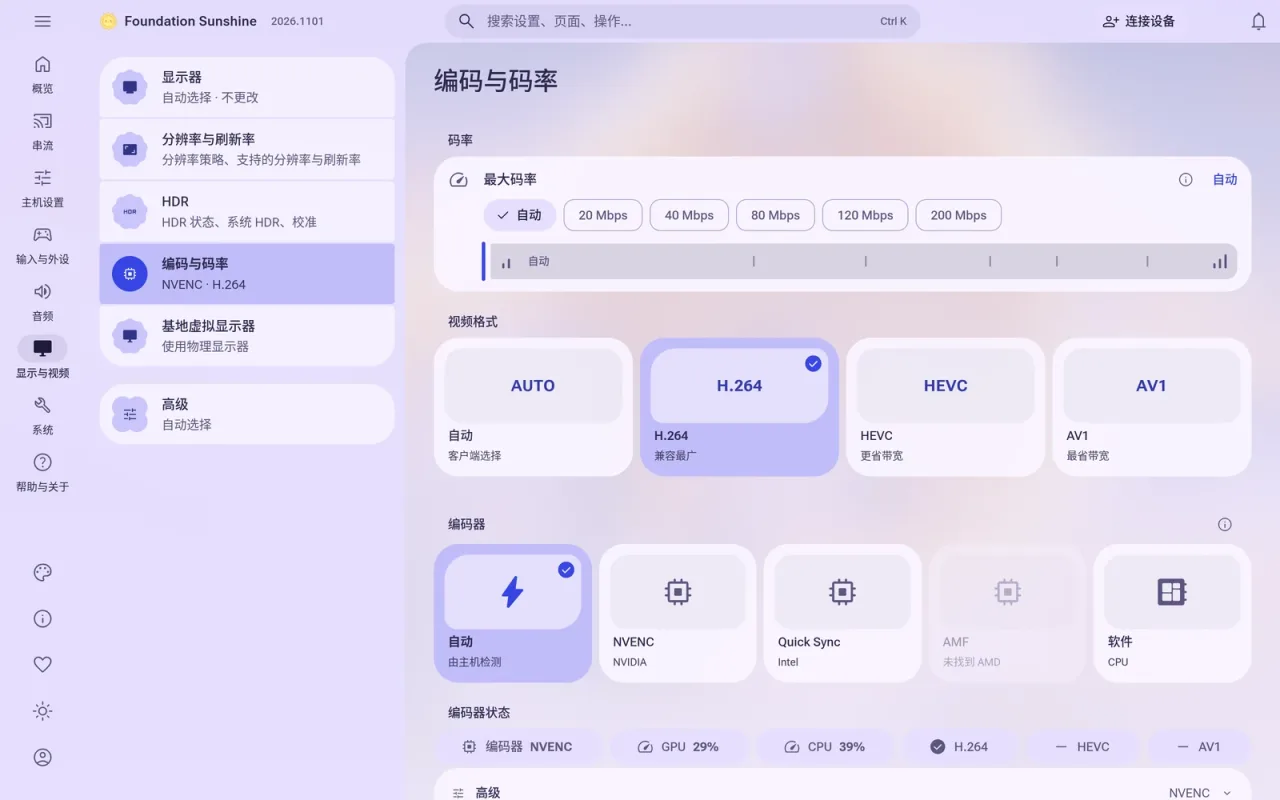 Foundation Sunshine 2026.1101
搜索设置、页面、操作... Ctrl K
连接设备
概览
串流
主机设置
输入与外设
音频
显示与视频
系统
帮助与关于
显示器
自动选择 · 不更改
分辨率与刷新率
分辨率策略、支持的分辨率与刷新率
HDR
HDR
HDR 状态、系统 HDR、校准
编码与码率
NVENC · H.264
基地虚拟显示器
使用物理显示器
高级
自动选择
编码与码率
码率
最大码率 自动
自动 20 Mbps 40 Mbps 80 Mbps 120 Mbps 200 Mbps
自动
视频格式
AUTO
自动
客户端选择
H.264
H.264
兼容最广
HEVC
HEVC
更省带宽
AV1
AV1
最省带宽
编码器
自动
由主机检测
NVENC
NVIDIA
Quick Sync
Intel
AMF
未找到 AMD
软件
CPU
编码器状态
编码器 NVENC GPU 29% CPU 39% H.264 HEVC AV1
高级 NVENC